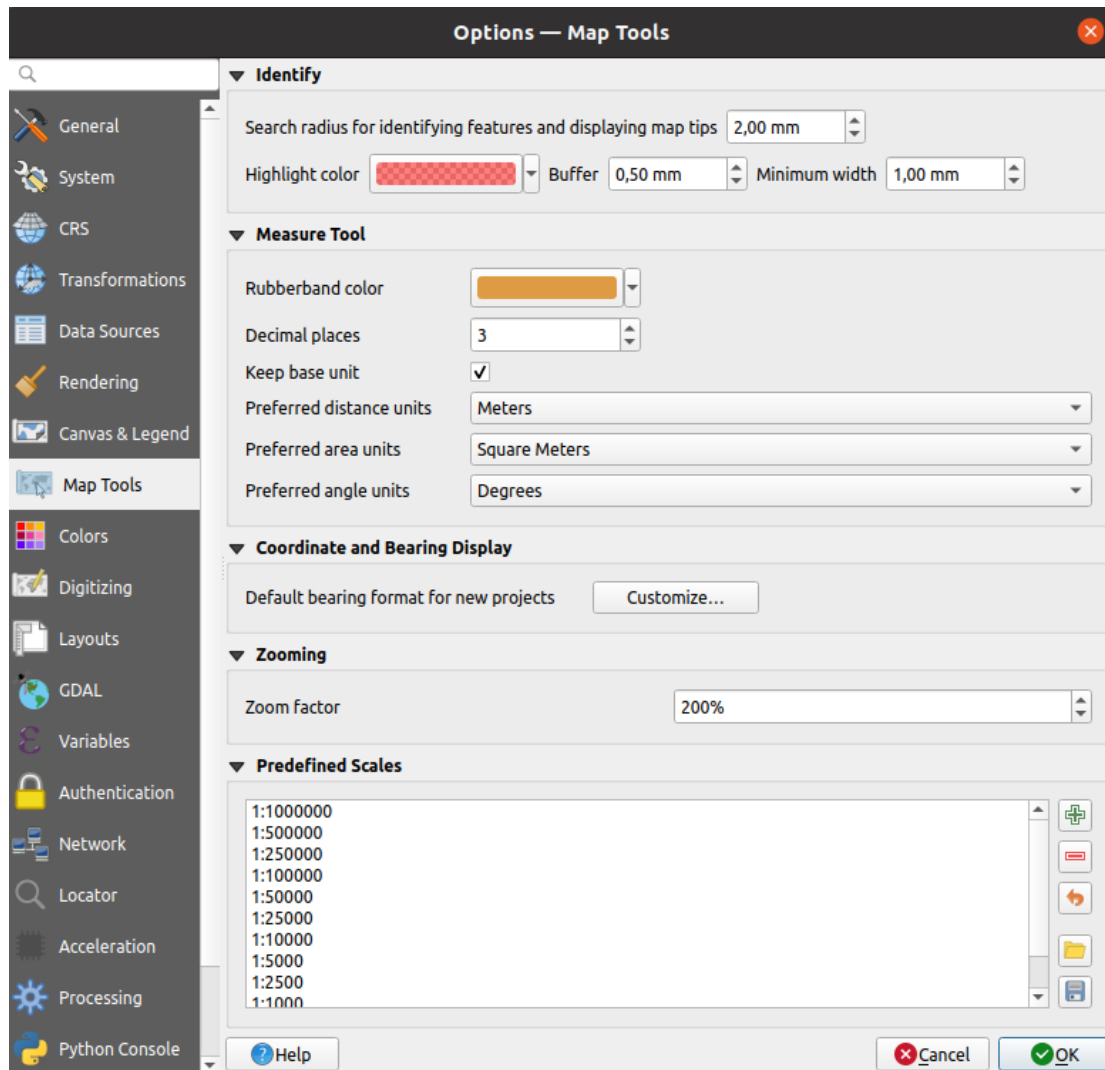 Options — Map Tools
General
System
CRS
Transformations
Data Sources
Rendering
Canvas & Legend
Map Tools
Colors
Digitizing
Layouts
GDAL
Variables
Authentication
Network
Locator
Acceleration
Processing
Python Console
Identify
Search radius for identifying features and displaying map tips 2,00 mm
Highlight color Buffer 0,50 mm Minimum width 1,00 mm
Measure Tool
Rubberband color
Decimal places 3
Keep base unit
Preferred distance units Meters
Preferred area units Square Meters
Preferred angle units Degrees
Coordinate and Bearing Display
Default bearing format for new projects Customize...
Zooming
Zoom factor 200%
Predefined Scales
1:1000000
1:500000
1:250000
1:100000
1:50000
1:25000
1:10000
1:5000
1:2500
1:1000
Help Cancel OK